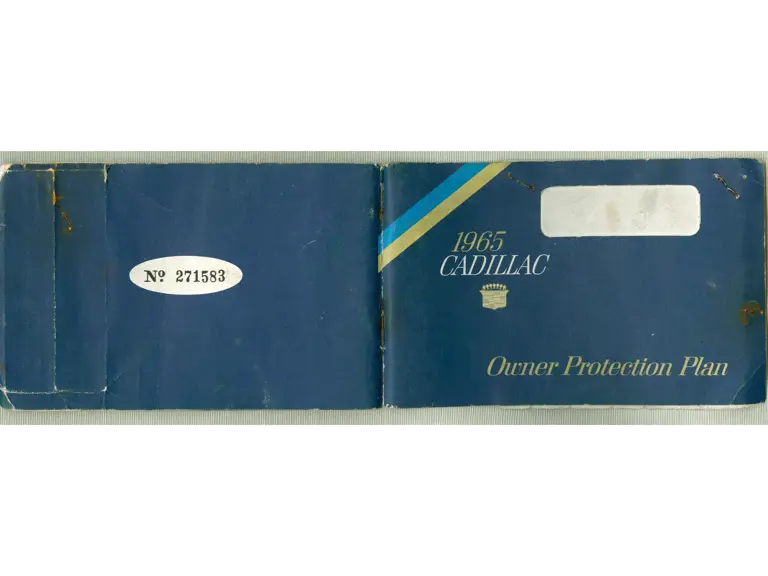 Nº 271583
1965
CADILLAC
Owner Protection Plan